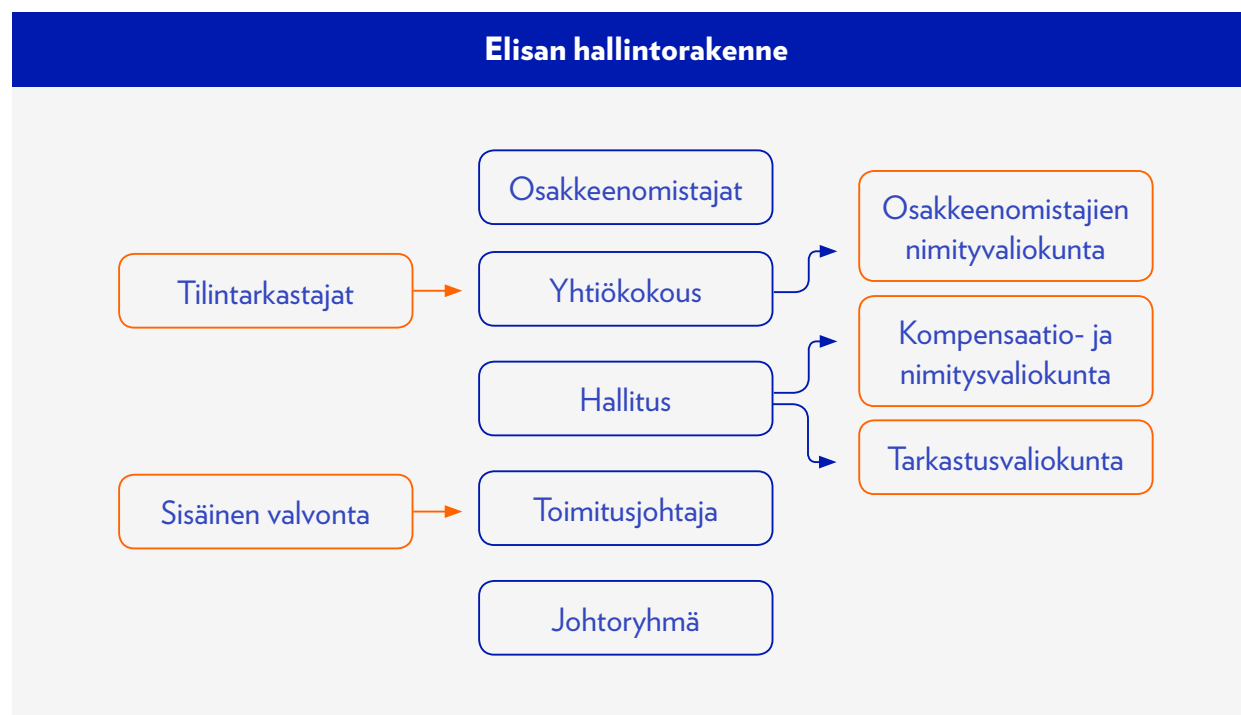 Elisan hallintorakenne
Osakkeenomistajat
Osakkeenomistajien
nimityvaliokunta
Tilintarkastajat
Yhtiökokous
Kompensaatio- ja
nimitysvaliokunta
Hallitus
Tarkastusvaliokunta
Sisäinen valvonta
Toimitusjohtaja
Johtoryhmä